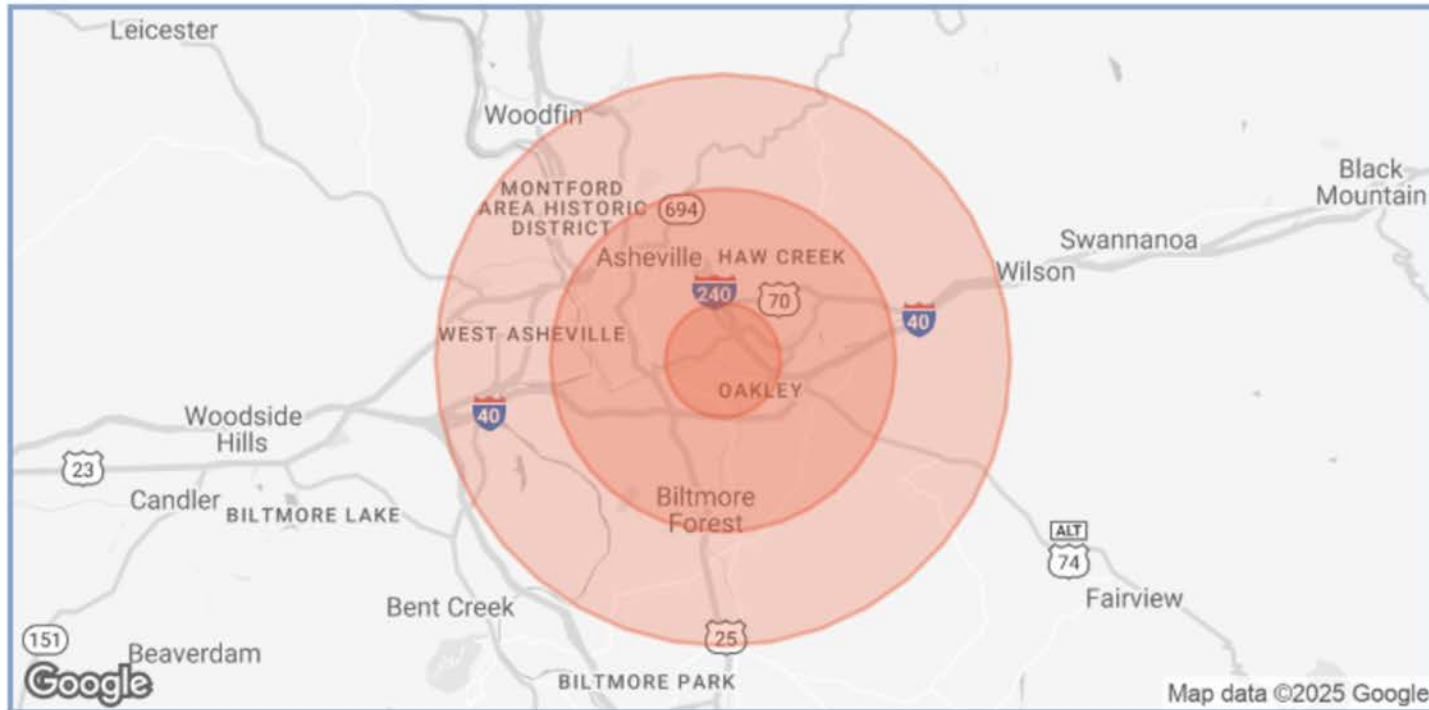 Leicester
Woodfin
MONTFORD
AREA HISTORIC
DISTRICT
694
Black
Mountain
Asheville
HAW CREEK
Swannanoa
Wilson
240
70
40
WEST ASHEVILLE
OAKLEY
Woodside
Hills
40
23
Candler
BILTMORE LAKE
Biltmore
Forest
ALT
74
Bent Creek
Fairview
151
Beaverdam
25
BILTMORE PARK
Google
Map data ©2025 Google